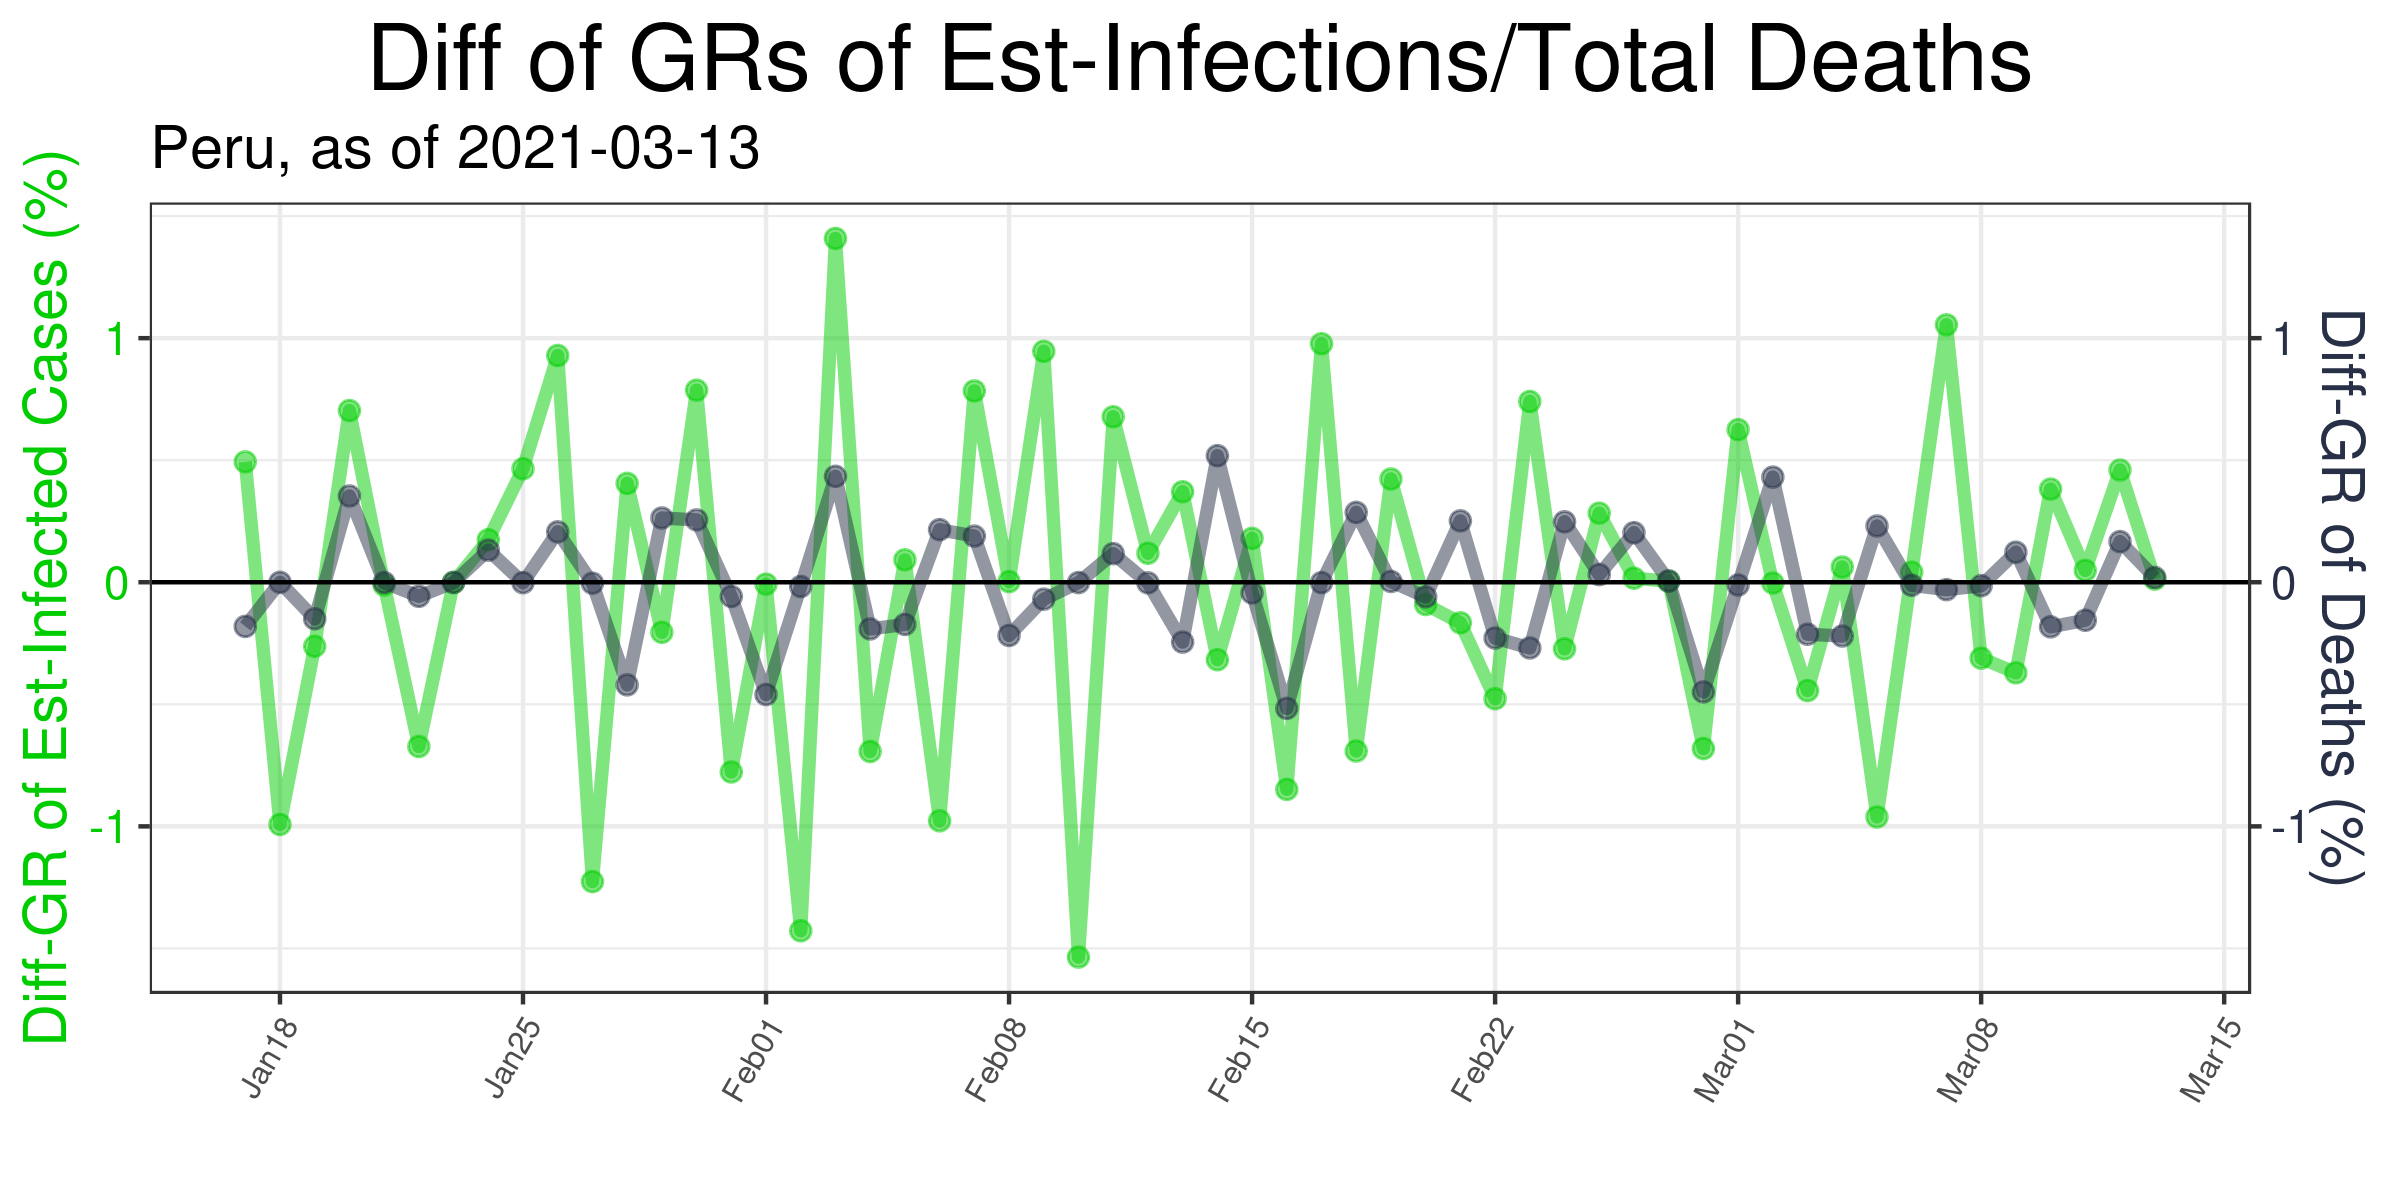 Diff of GRs of Est-Infections/Total Deaths
Peru, as of 2021-03-13
Diff-GR of Est-Infected Cases (%)
1
0
-1
1
0
-1
Diff-GR of Deaths (%)
Jan18
Jan25
Feb01
Feb08
Feb15
Feb22
Mar01
Mar08
Mar15